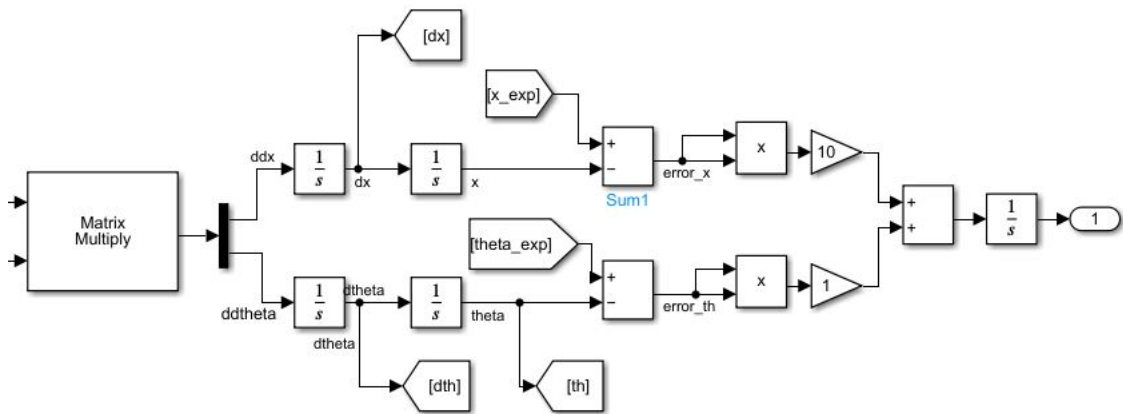 [dx]
[x_exp]
ddx
1
s
dx
1
s
x
+
−
Sum1
error_x
x
10
Matrix
Multiply
+
+
1
s
1
[theta_exp]
ddtheta
1
s
dtheta
dtheta
1
s
theta
+
−
error_th
x
1
[dth]
[th]